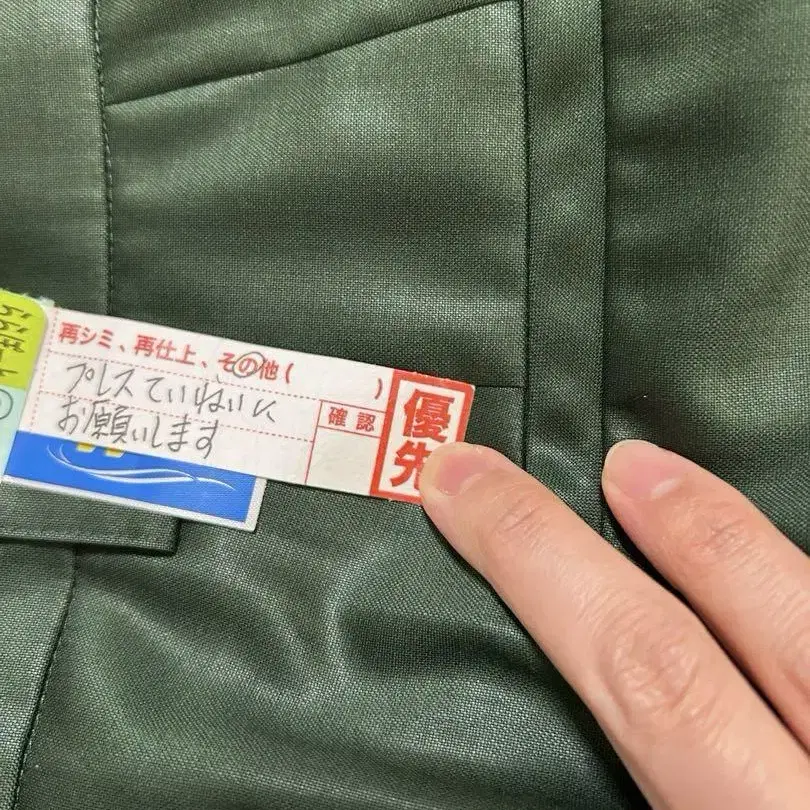 再シミ、再仕上、その他( )
プレスていねいに
お願いします
確認
優先